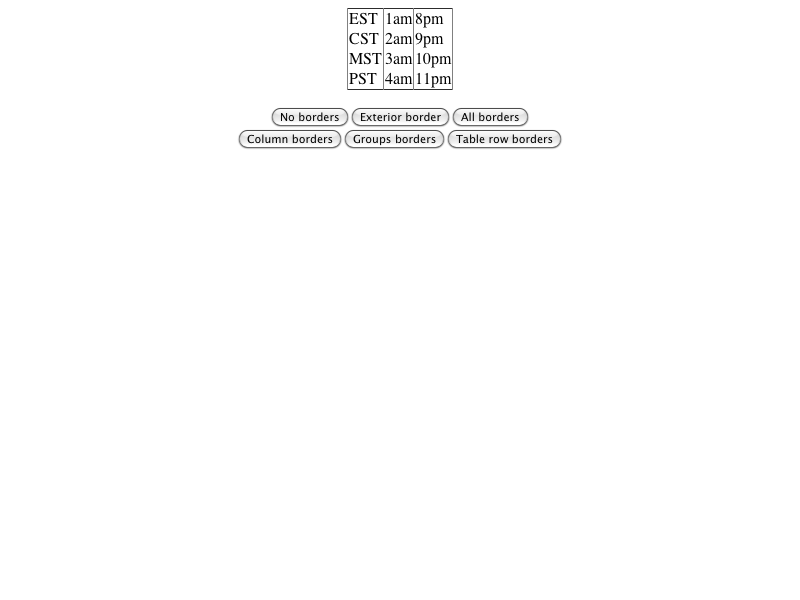 EST 1am 8pm
CST 2am 9pm
MST 3am 10pm
PST 4am 11pm
No borders Exterior border All borders
Column borders Groups borders Table row borders